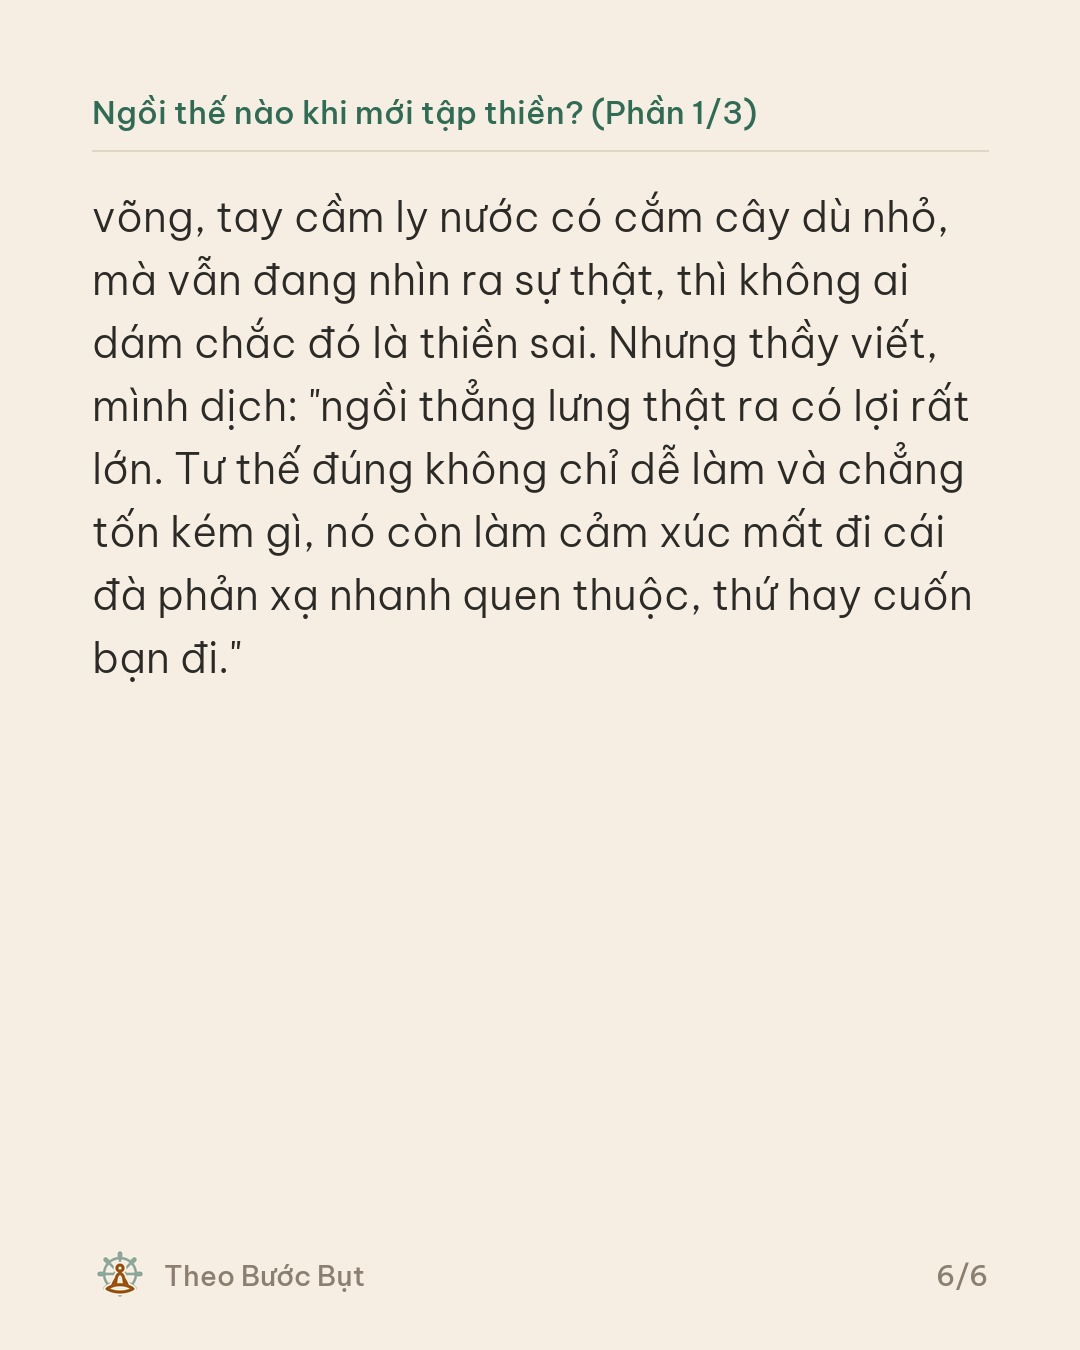 Ngồi thế nào khi mới tập thiền? (Phần 1/3)
võng, tay cầm ly nước có cắm cây dù nhỏ,
mà vẫn đang nhìn ra sự thật, thì không ai
dám chắc đó là thiền sai. Nhưng thầy viết,
mình dịch: "ngồi thẳng lưng thật ra có lợi rất
lớn. Tư thế đúng không chỉ dễ làm và chẳng
tốn kém gì, nó còn làm cảm xúc mất đi cái
đà phản xạ nhanh quen thuộc, thứ hay cuốn
bạn đi."
Theo Bước Bụt
6/6